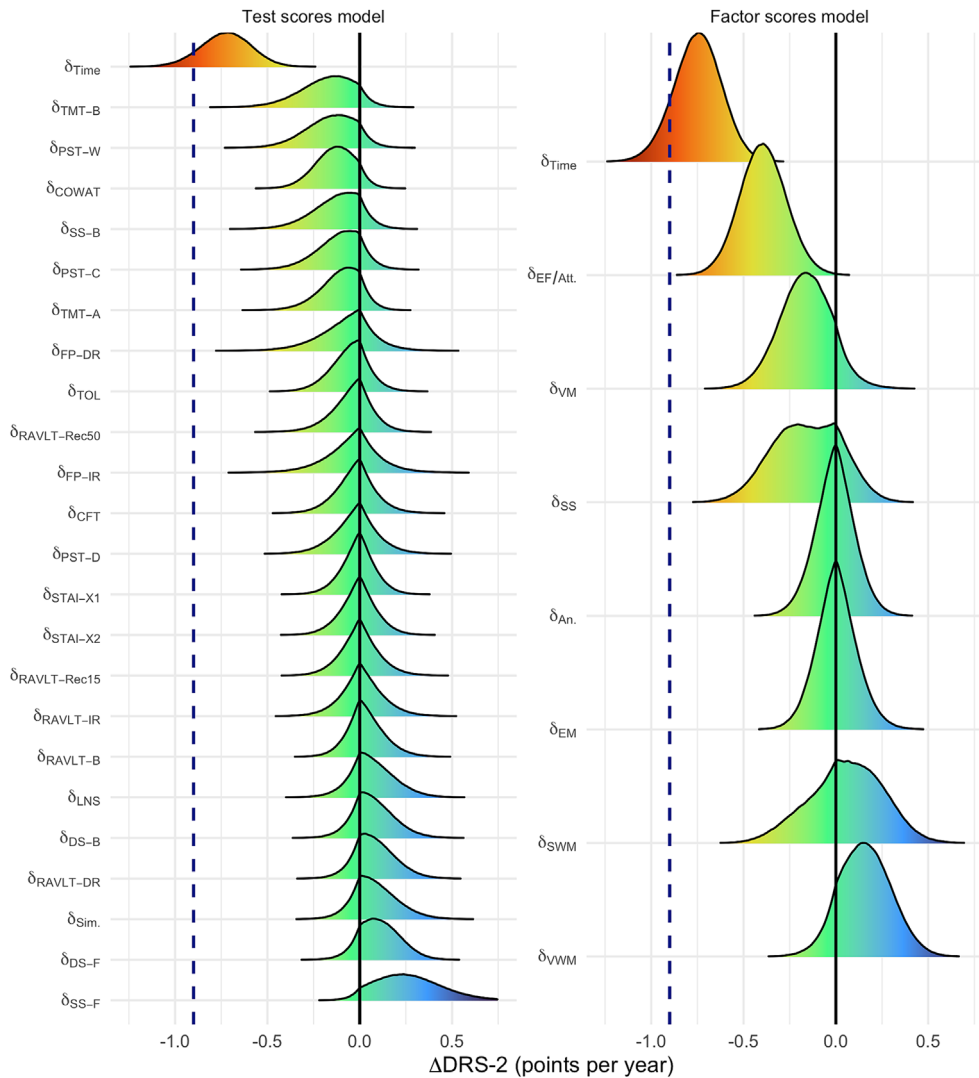 Test scores model
δTime
δTMT−B
δPST−W
δCOWAT
δSS−B
δPST−C
δTMT−A
δFP−DR
δTOL
δRAVLT−Rec50
δFP−IR
δCFT
δPST−D
δSTAI−X1
δSTAI−X2
δRAVLT−Rec15
δRAVLT−IR
δRAVLT−B
δLNS
δDS−B
δRAVLT−DR
δSim.
δDS−F
δSS−F
-1.0 -0.5 0.0 0.5
Factor scores model
δTime
δEF/Att.
δVM
δSS
δAn.
δEM
δSWM
δVWM
-1.0 -0.5 0.0 0.5
ΔDRS-2 (points per year)